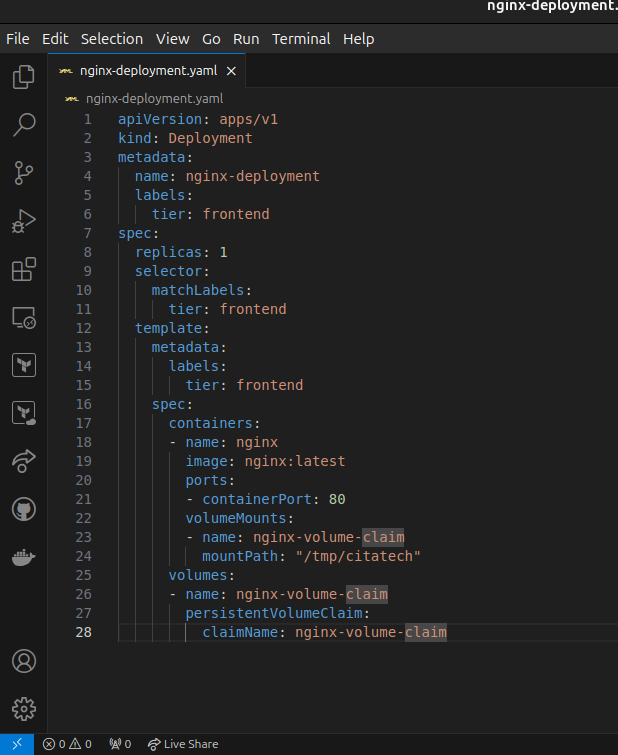 nginx-deployment.
File Edit Selection View Go Run Terminal Help
nginx-deployment.yaml
nginx-deployment.yaml
1 apiVersion: apps/v1
2 kind: Deployment
3 metadata:
4   name: nginx-deployment
5   labels:
6     tier: frontend
7 spec:
8   replicas: 1
9   selector:
10     matchLabels:
11       tier: frontend
12   template:
13     metadata:
14       labels:
15         tier: frontend
16     spec:
17       containers:
18       - name: nginx
19         image: nginx:latest
20         ports:
21         - containerPort: 80
22         volumeMounts:
23         - name: nginx-volume-claim
24           mountPath: "/tmp/citatech"
25       volumes:
26       - name: nginx-volume-claim
27         persistentVolumeClaim:
28           claimName: nginx-volume-claim
0 0 0 Live Share